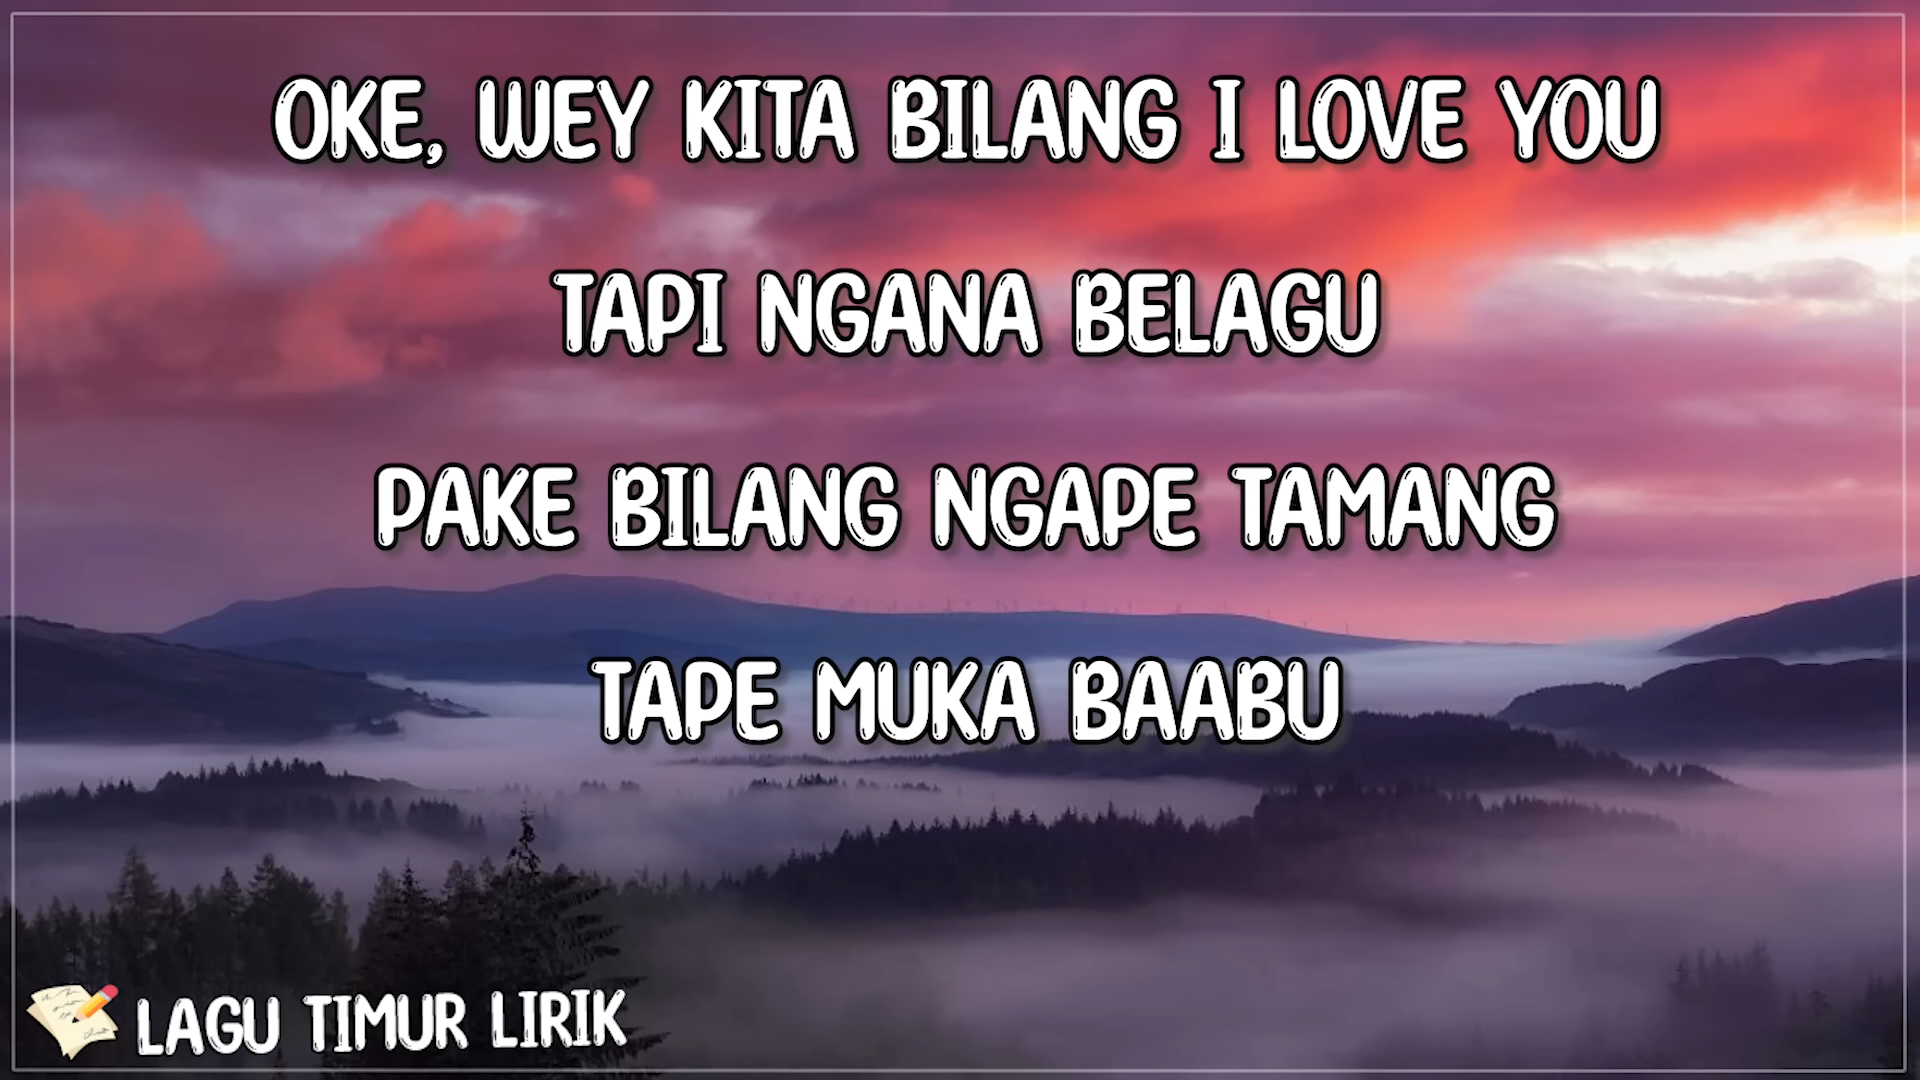 OKE, WEY KITA BILANG I LOVE YOU
TAPI NGANA BELAGU
PAKE BILANG NGAPE TAMANG
TAPE MUKA BAABU
LAGU TIMUR LIRIK